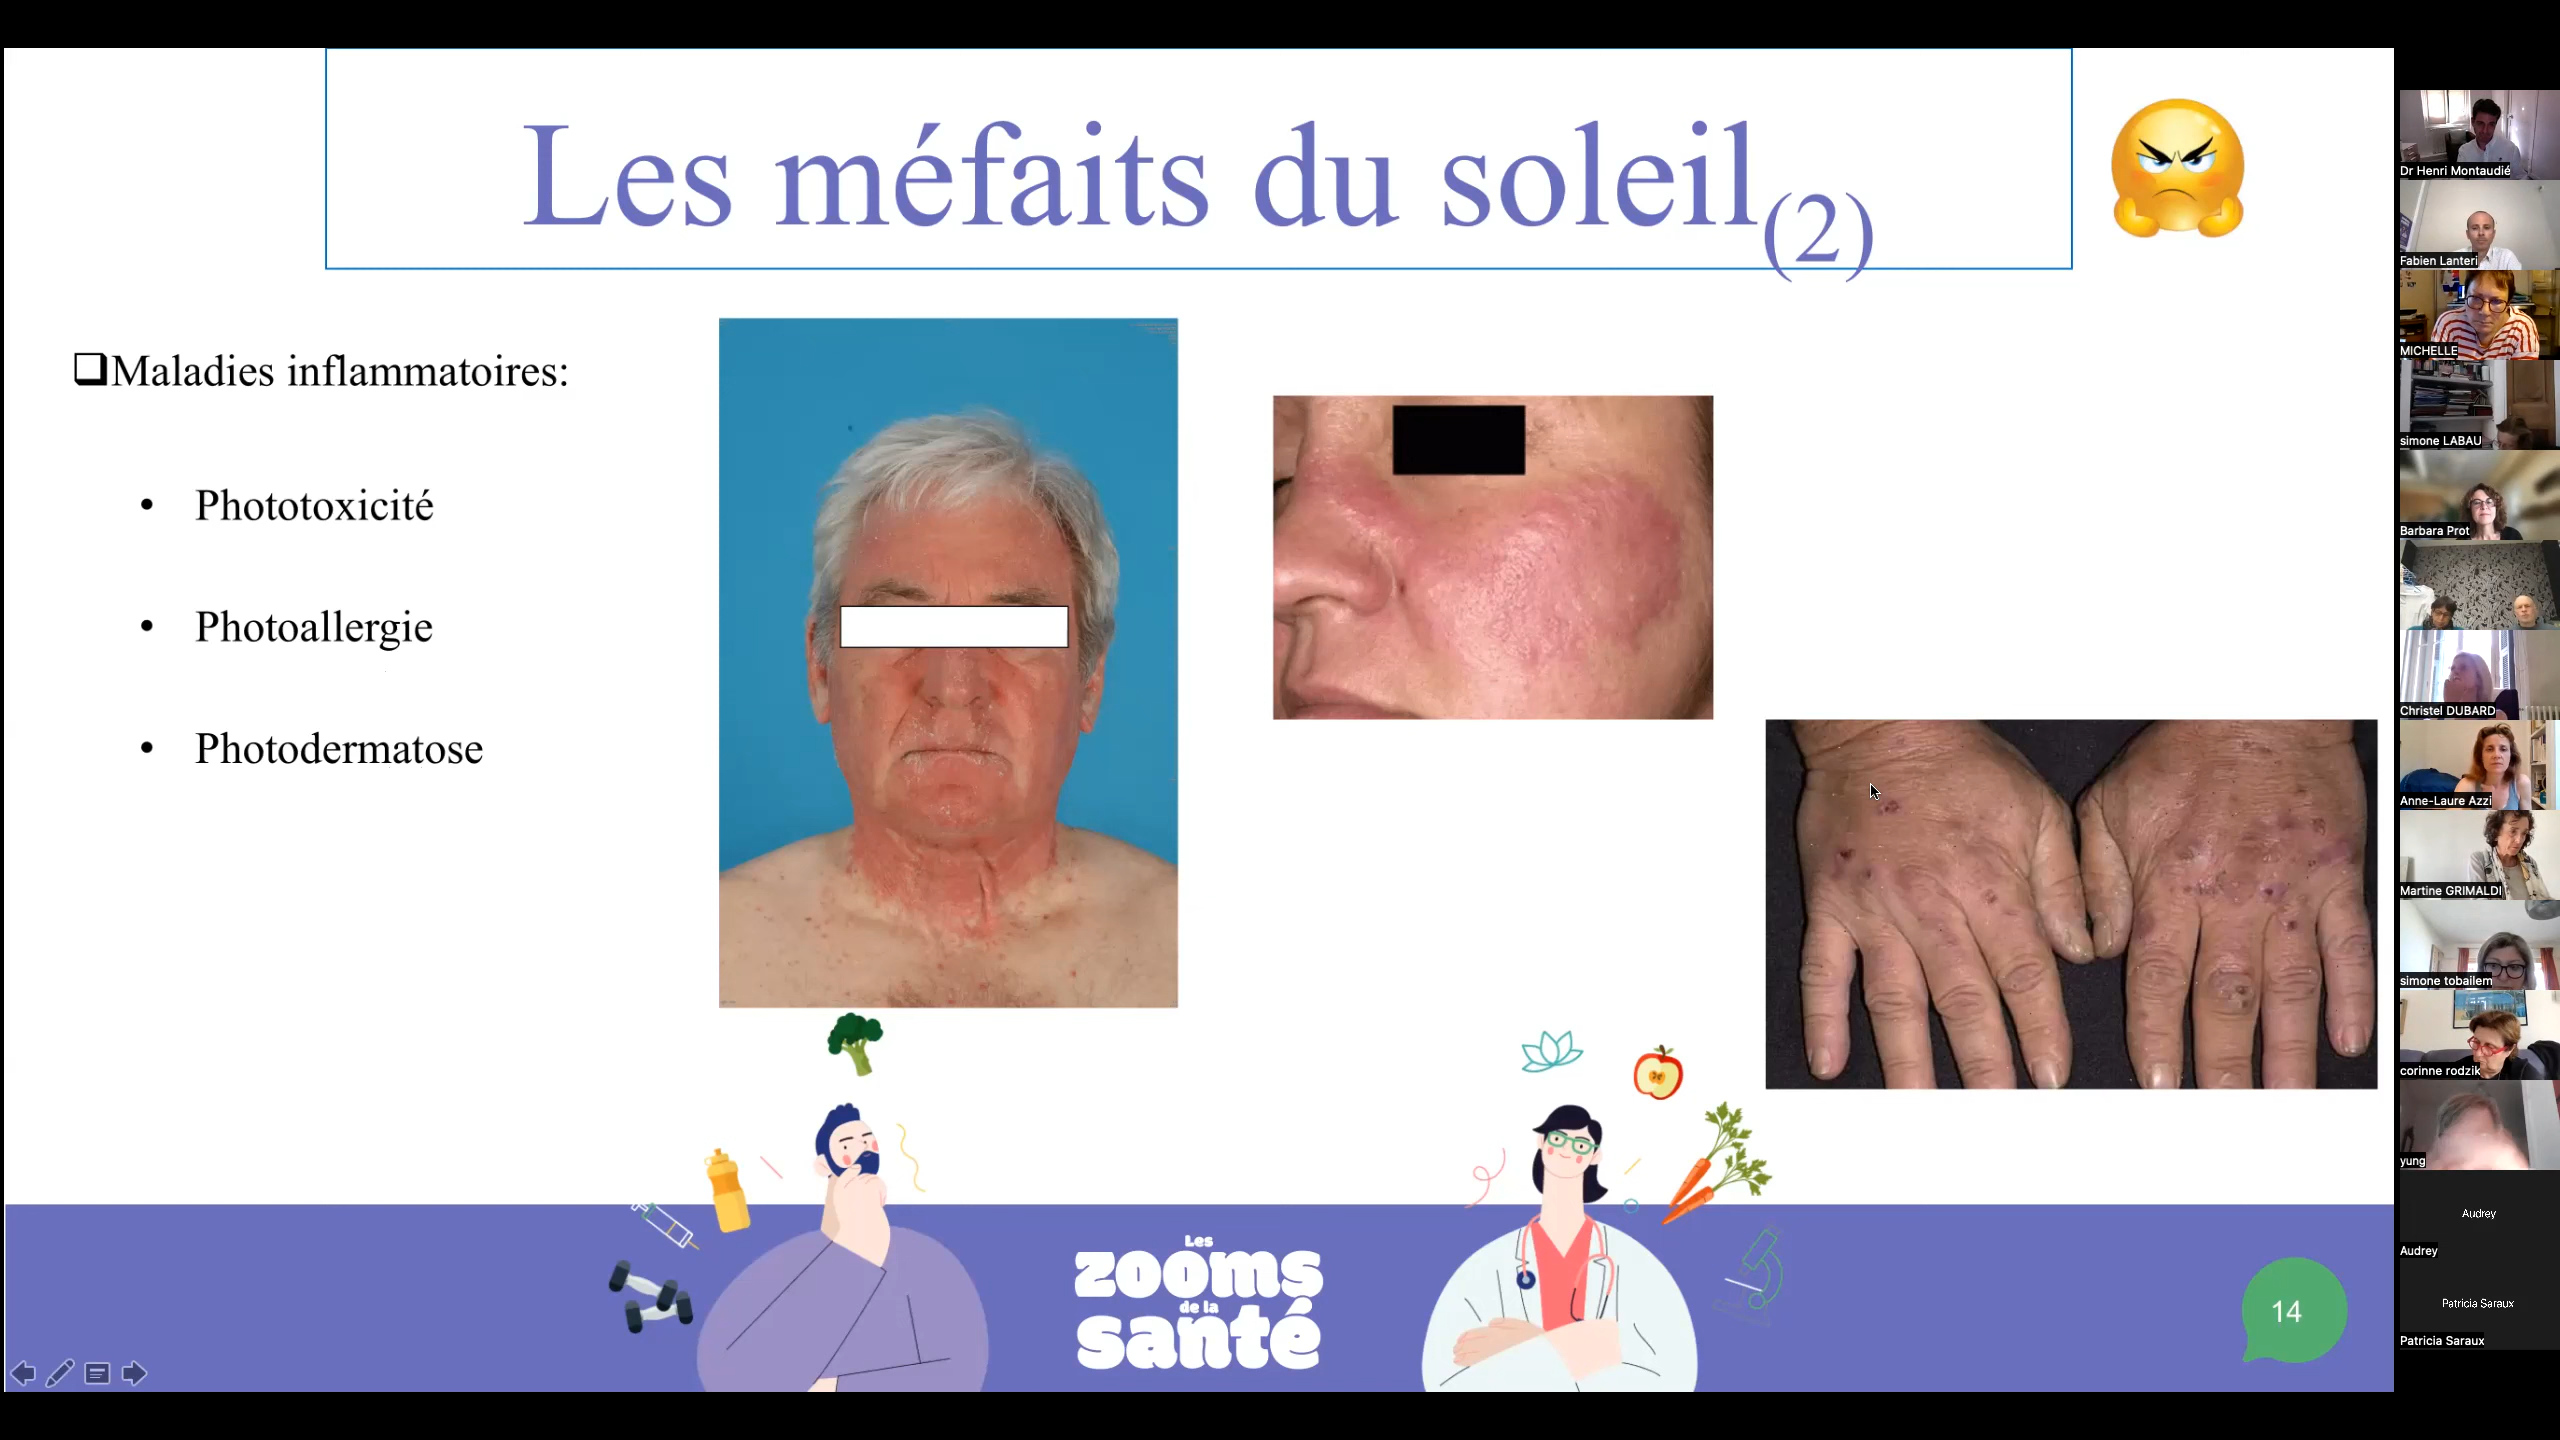 Les méfaits du soleil(2)
❑Maladies inflammatoires:
• Phototoxicité
• Photoallergie
• Photodermatose
Les
zooms
de la
santé
14
Dr Henri Montaudié
Fabien Lanteri
MICHELLE
simone LABAU
Barbara Prot
Christel DUBARD
Anne-Laure Azzi
Martine GRIMALDI
simone tobailem
corinne rodzik
yung
Audrey
Audrey
Patricia Saraux
Patricia Saraux